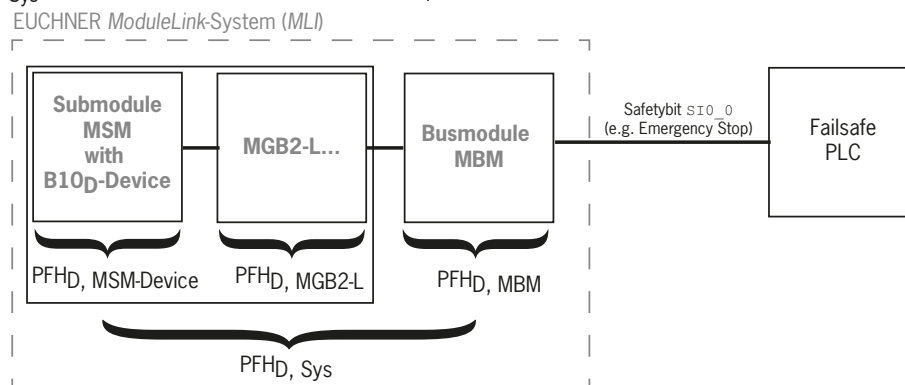 Sys
EUCHNER ModuleLink-System (MLI)
Submodule
MSM
with
B10D-Device
MGB2-L...
Busmodule
MBM
Safetybit SI0_0
(e.g. Emergency Stop)
Failsafe
PLC
PFHD, MSM-Device
PFHD, MGB2-L
PFHD, MBM
PFHD, Sys